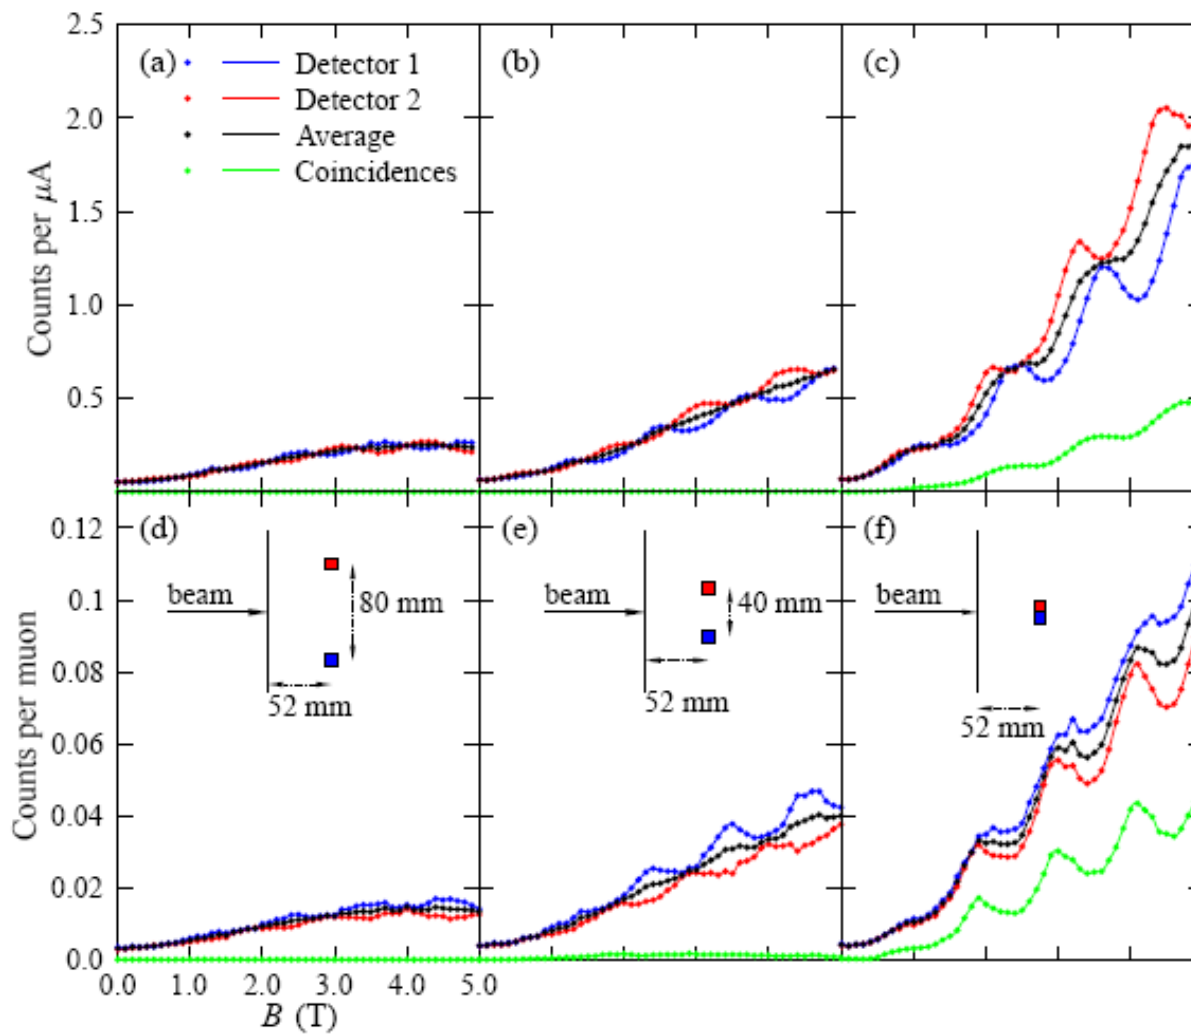 2.5
(a)
(b)
(c)
Detector 1
Detector 2
Average
Coincidences
2.0
1.5
1.0
0.5
Counts per μA
0.12
(d)
(e)
(f)
0.1
beam
80 mm
beam
40 mm
beam
0.08
52 mm
52 mm
52 mm
0.06
0.04
0.02
0.0
Counts per muon
0.0 1.0 2.0 3.0 4.0 5.0
B (T)